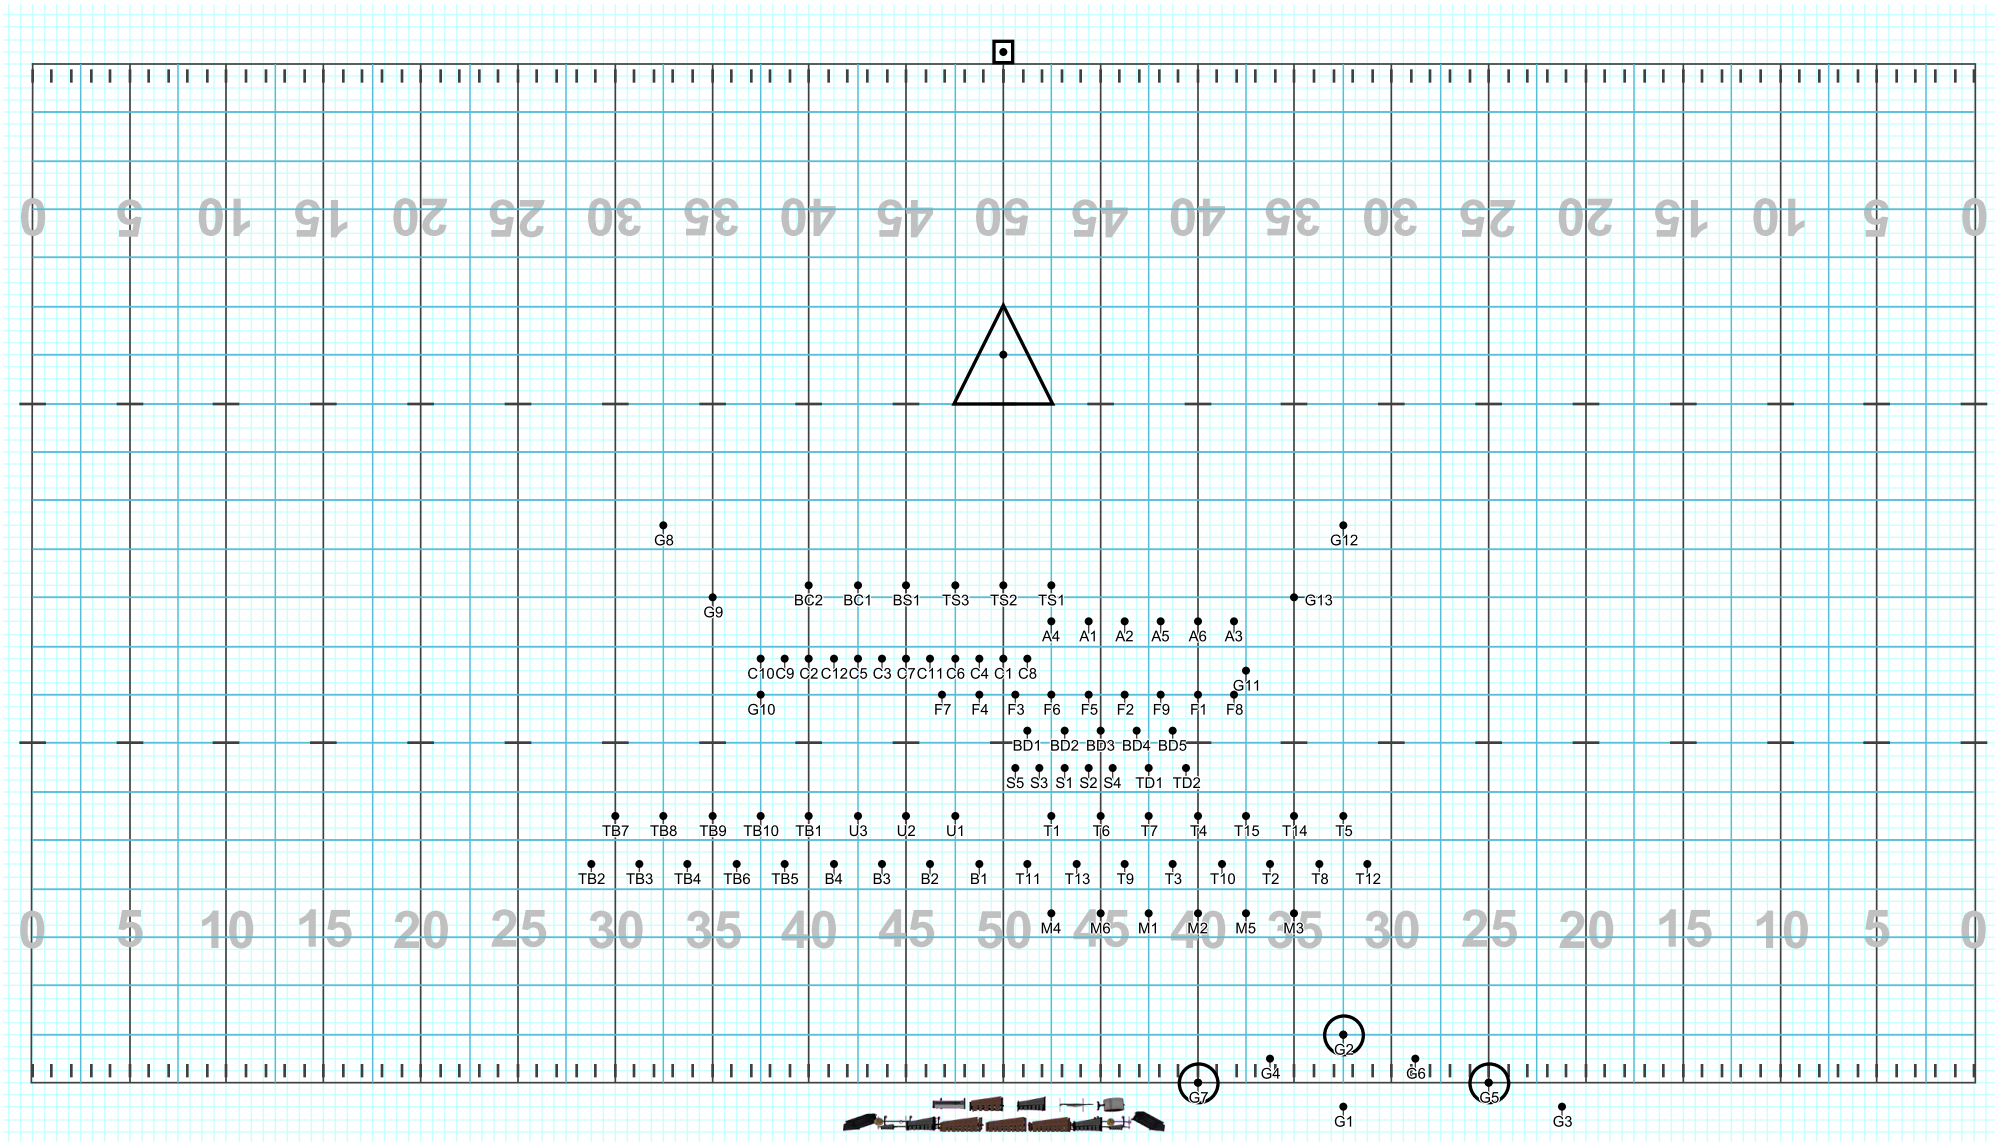 0 5 10 15 20 25 30 35 40 45 50 45 40 35 30 25 20 15 10 5 0
G8 G12
BC2 BC1 BS1 TS3 TS2 TS1 G13
G9
A4 A1 A2 A5 A6 A3
C10 C9 C2 C12 C5 C3 C7 C11 C6 C4 C1 C8
G11
G10 F7 F4 F3 F6 F5 F2 F9 F1 F8
BD1 BD2 BD3 BD4 BD5
S5 S3 S1 S2 S4 TD1 TD2
TB7 TB8 TB9 TB10 TB1 U3 U2 U1 T1 T6 T7 T4 T15 T14 T5
TB2 TB3 TB4 TB6 TB5 B4 B3 B2 B1 T11 T13 T9 T3 T10 T2 T8 T12
0 5 10 15 20 25 30 35 40 45 50 45 40 35 30 25 20 15 10 5 0
M4 M6 M1 M2 M5 M3
G2
G4 G6
G7 G5
G1 G3